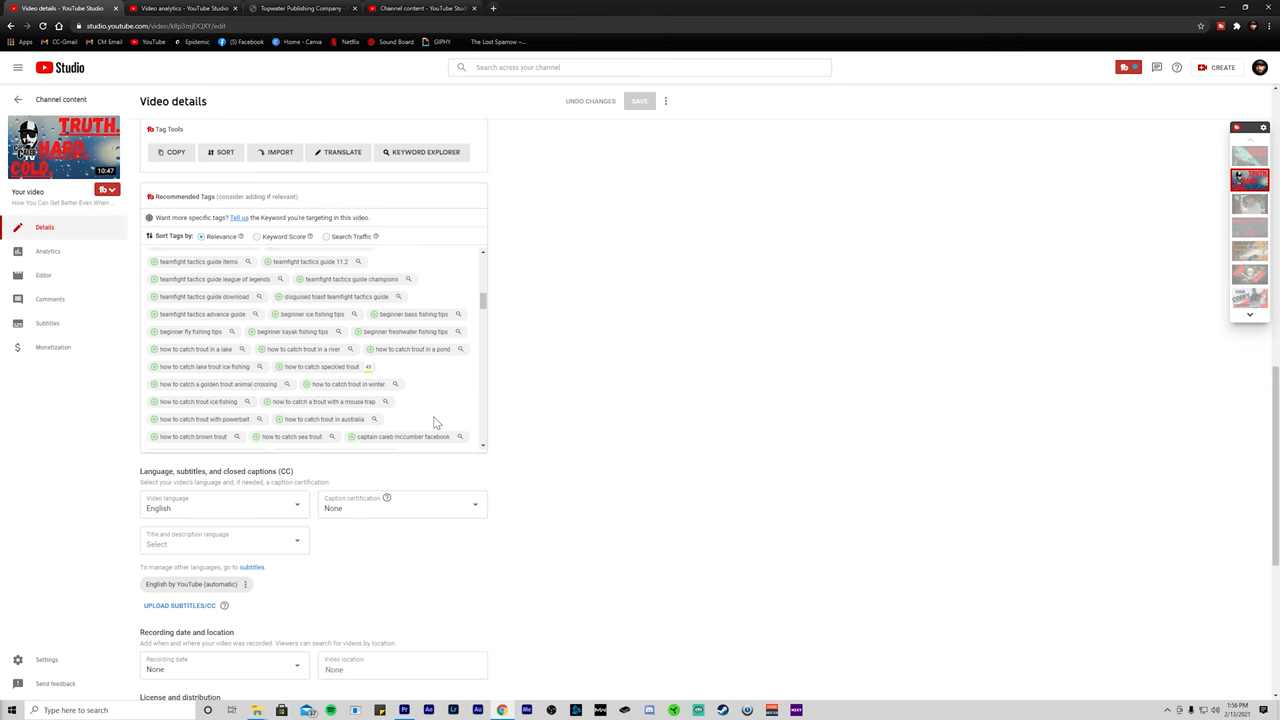 Video details - YouTube Studio
Video analytics - YouTube Studio
Topwater Publishing Company -
Channel content - YouTube Studio
studio.youtube.com/video/kIlp3mjDQXY/edit
Apps CC-Gmail CM Email YouTube Epidemic (5) Facebook Home - Canva Netflix Sound Board GIPHY The Lost Sparrow –...
Studio
Search across your channel
CREATE
Channel content
Video details
UNDO CHANGES SAVE
TRUTH.
HARD.
COLD.
10:47
Your video
How You Can Get Better Even When ...
Details
Analytics
Editor
Comments
Subtitles
Monetization
Settings
Send feedback
Tag Tools
COPY SORT IMPORT TRANSLATE KEYWORD EXPLORER
Recommended Tags (consider adding if relevant)
Want more specific tags? Tell us the Keyword you're targeting in this video.
Sort Tags by: Relevance Keyword Score Search Traffic
teamfight tactics guide items teamfight tactics guide 11.2
teamfight tactics guide league of legends teamfight tactics guide champions
teamfight tactics guide download disguised toast teamfight tactics guide
teamfight tactics advance guide beginner ice fishing tips beginner bass fishing tips
beginner fly fishing tips beginner kayak fishing tips beginner freshwater fishing tips
how to catch trout in a lake how to catch trout in a river how to catch trout in a pond
how to catch lake trout ice fishing how to catch speckled trout 43
how to catch a golden trout animal crossing how to catch trout in winter
how to catch trout ice fishing how to catch a trout with a mouse trap
how to catch trout with powerbait how to catch trout in australia
how to catch brown trout how to catch sea trout captain caleb mccumber facebook
Language, subtitles, and closed captions (CC)
Select your video's language and, if needed, a caption certification
Video language
English
Caption certification
None
Title and description language
Select
To manage other languages, go to subtitles.
English by YouTube (automatic)
UPLOAD SUBTITLES/CC
Recording date and location
Add when and where your video was recorded. Viewers can search for videos by location.
Recording date
None
Video location
None
License and distribution
Type here to search
1:56 PM
2/13/2021